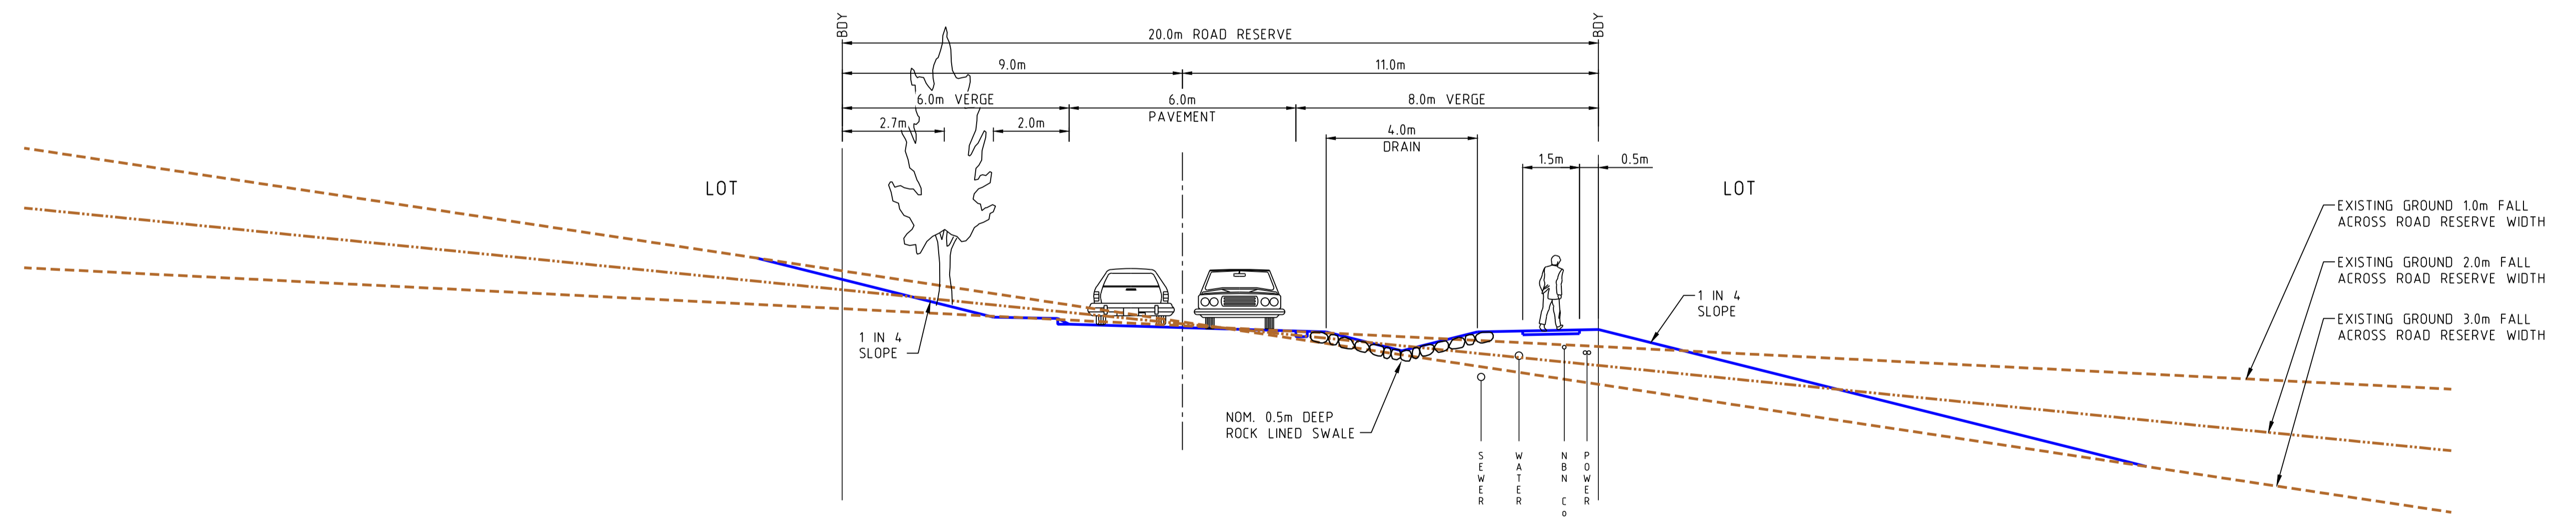 BDY
BDY
20.0m ROAD RESERVE
9.0m
11.0m
6.0m VERGE
6.0m
PAVEMENT
8.0m VERGE
2.7m
2.0m
4.0m
DRAIN
1.5m
0.5m
LOT
LOT
EXISTING GROUND 1.0m FALL
ACROSS ROAD RESERVE WIDTH
EXISTING GROUND 2.0m FALL
ACROSS ROAD RESERVE WIDTH
EXISTING GROUND 3.0m FALL
ACROSS ROAD RESERVE WIDTH
1 IN 4
SLOPE
1 IN 4
SLOPE
NOM. 0.5m DEEP
ROCK LINED SWALE
SEWER
WATER
NBN Co
POWER